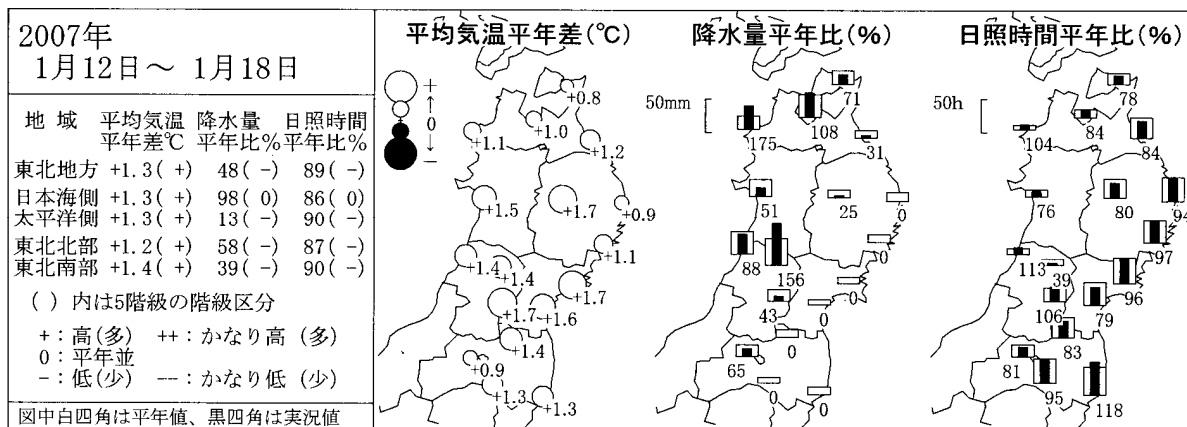 2007年
1月12日～ 1月18日
地 域 平均気温 降水量 日照時間
平年差℃ 平年比% 平年比%
東北地方 +1.3( +) 48( -) 89( -)
日本海側 +1.3( +) 98( 0) 86( 0)
太平洋側 +1.3( +) 13( -) 90( -)
東北北部 +1.2( +) 58( -) 87( -)
東北南部 +1.4( +) 39( -) 90( -)
( ) 内は5階級の階級区分
+：高(多) ++：かなり高 (多)
0：平年並
-：低(少) --：かなり低 (少)
図中白四角は平年値、黒四角は実況値
平均気温平年差(℃)
+
↑
0
↓
-
+0.8
+1.0
+1.1
+1.2
+1.5
+1.7
+0.9
+1.1
+1.4
+1.4
+1.7
+1.7
+1.6
+1.4
+0.9
+1.3
+1.3
降水量平年比(%)
50mm
71
108
175
31
51
25
0
88
156
0
0
43
0
0
65
0
0
日照時間平年比(%)
50h
78
84
104
84
76
80
94
97
113
39
96
106
79
83
81
95
118